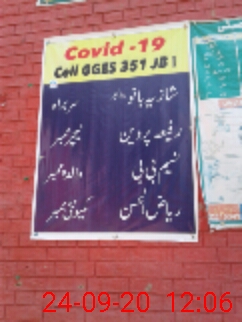 Covid -19
Cell GGES 351 JB
شازیہ بانو سربراہ
رفیعہ پروین ٹیچر ممبر
نسیم بی بی والدہ ممبر
ریاض الحسن کمیونٹی ممبر
24-09-20 12:06